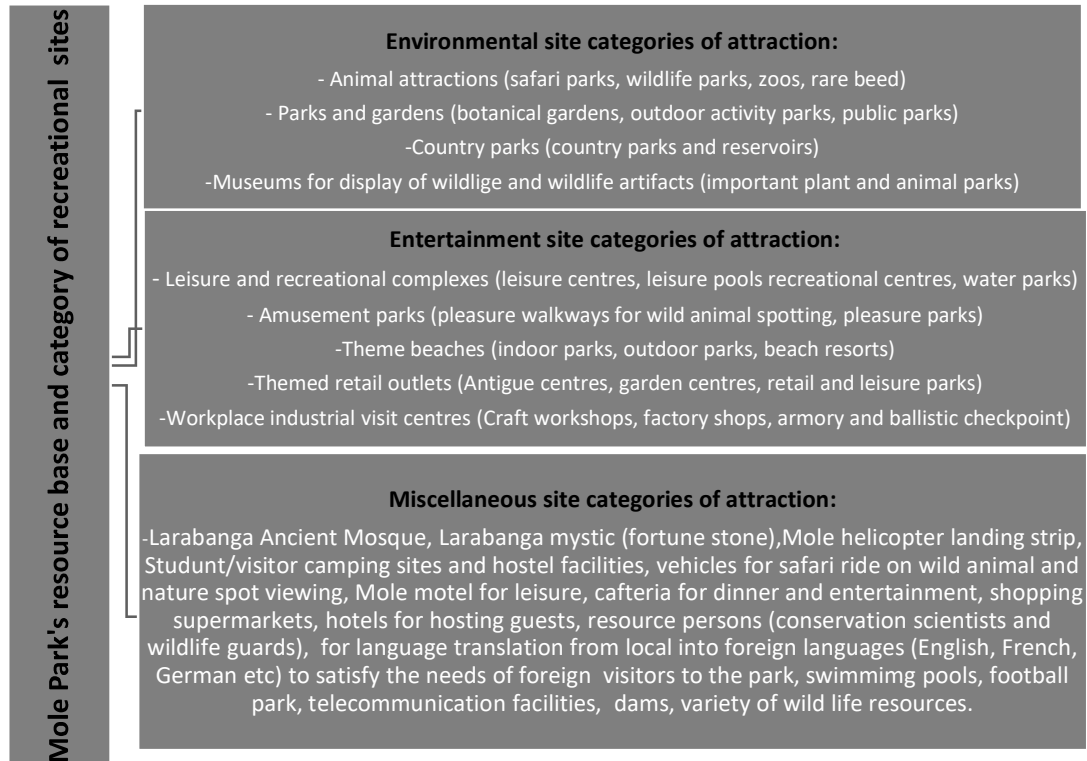 Mole Park's resource base and category of recreational sites
Environmental site categories of attraction:
- Animal attractions (safari parks, wildlife parks, zoos, rare beed)
- Parks and gardens (botanical gardens, outdoor activity parks, public parks)
-Country parks (country parks and reservoirs)
-Museums for display of wildlige and wildlife artifacts (important plant and animal parks)
Entertainment site categories of attraction:
- Leisure and recreational complexes (leisure centres, leisure pools recreational centres, water parks)
- Amusement parks (pleasure walkways for wild animal spotting, pleasure parks)
-Theme beaches (indoor parks, outdoor parks, beach resorts)
-Themed retail outlets (Antigue centres, garden centres, retail and leisure parks)
-Workplace industrial visit centres (Craft workshops, factory shops, armory and ballistic checkpoint)
Miscellaneous site categories of attraction:
-Larabanga Ancient Mosque, Larabanga mystic (fortune stone),Mole helicopter landing strip,
Studunt/visitor camping sites and hostel facilities, vehicles for safari ride on wild animal and
nature spot viewing, Mole motel for leisure, cafteria for dinner and entertainment, shopping
supermarkets, hotels for hosting guests, resource persons (conservation scientists and
wildlife guards),  for language translation from local into foreign languages (English, French,
German etc) to satisfy the needs of foreign  visitors to the park, swimmimg pools, football
park, telecommunication facilities,  dams, variety of wild life resources.